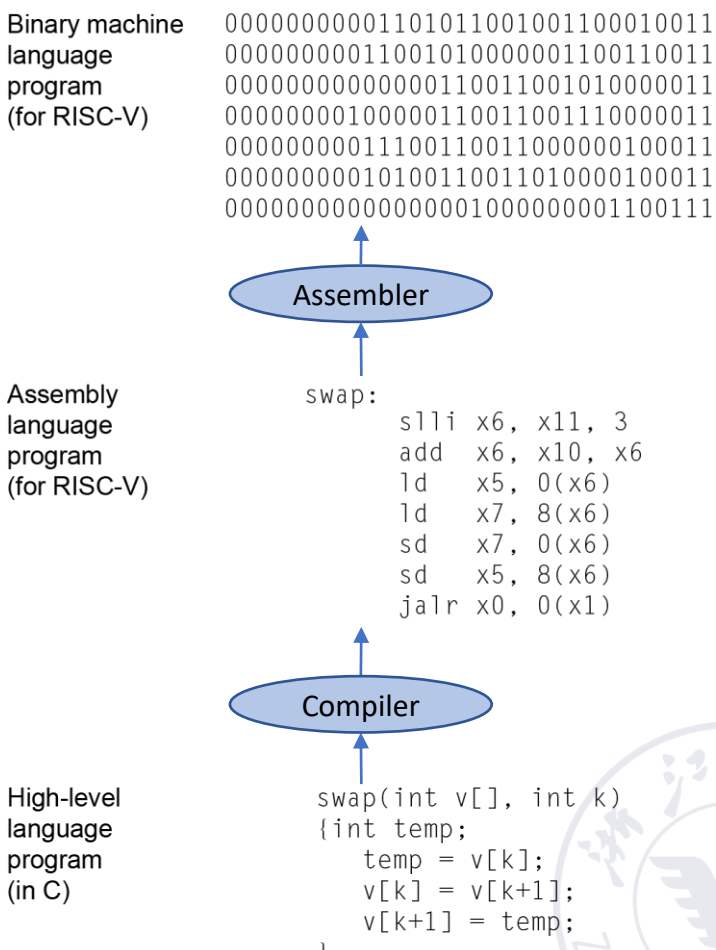 Binary machine
language
program
(for RISC-V)
00000000001101011001001100010011
00000000011001010000001100110011
00000000000000110011001010000011
00000000100000110011001110000011
00000000011100110011000000100011
00000000010100110011010000100011
00000000000000001000000001100111
Assembler
Assembly
language
program
(for RISC-V)
swap:
slli x6, x11, 3
add x6, x10, x6
ld x5, 0(x6)
ld x7, 8(x6)
sd x7, 0(x6)
sd x5, 8(x6)
jalr x0, 0(x1)
Compiler
High-level
language
program
(in C)
swap(int v[], int k)
{int temp;
temp = v[k];
v[k] = v[k+1];
v[k+1] = temp;
}